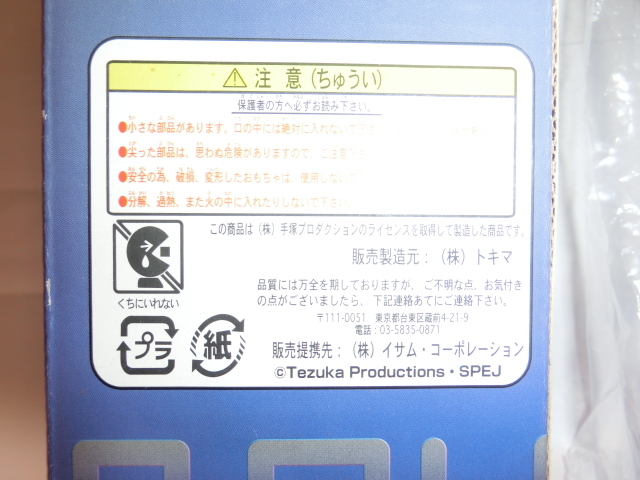 注意(ちゅうい)
保護者の方へ必ずお読み下さい。
●小さな部品があります。口の中には絶対に入れないで下さ
●尖った部品は、思わぬ危険がありますので、ご注意
●安全の為、破損、変形したおもちゃは、使用しない
●分解、過熱、また火の中に入れたりしないで下さい。
この商品は(株)手塚プロダクションのライセンスを取得して製造した商品です。
販売製造元：(株)トキマ
くちにいれない
品質には万全を期しておりますが、ご不明な点、お気付き
の点がございましたら、下記連絡あてにご連絡下さい。
〒111-0051 東京都台東区蔵前4-21-9
電話：03-5835-0871
プラ
紙
販売提携先：(株)イサム・コーポレーション
©Tezuka Productions・SPEJ